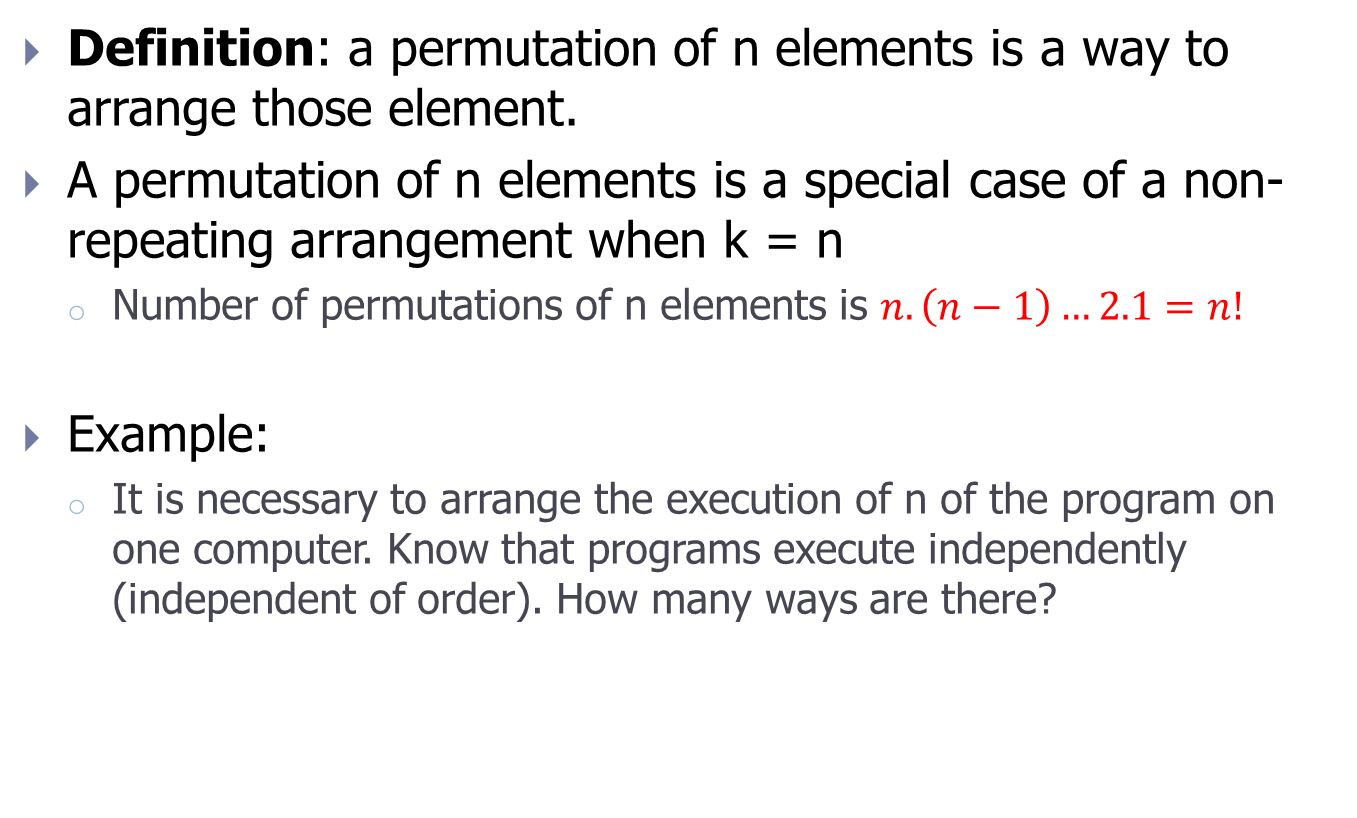 Definition: a permutation of n elements is a way to
arrange those element.
A permutation of n elements is a special case of a non-
repeating arrangement when k = n
Number of permutations of n elements is n. (n − 1) … 2.1 = n!
Example:
It is necessary to arrange the execution of n of the program on
one computer. Know that programs execute independently
(independent of order). How many ways are there?